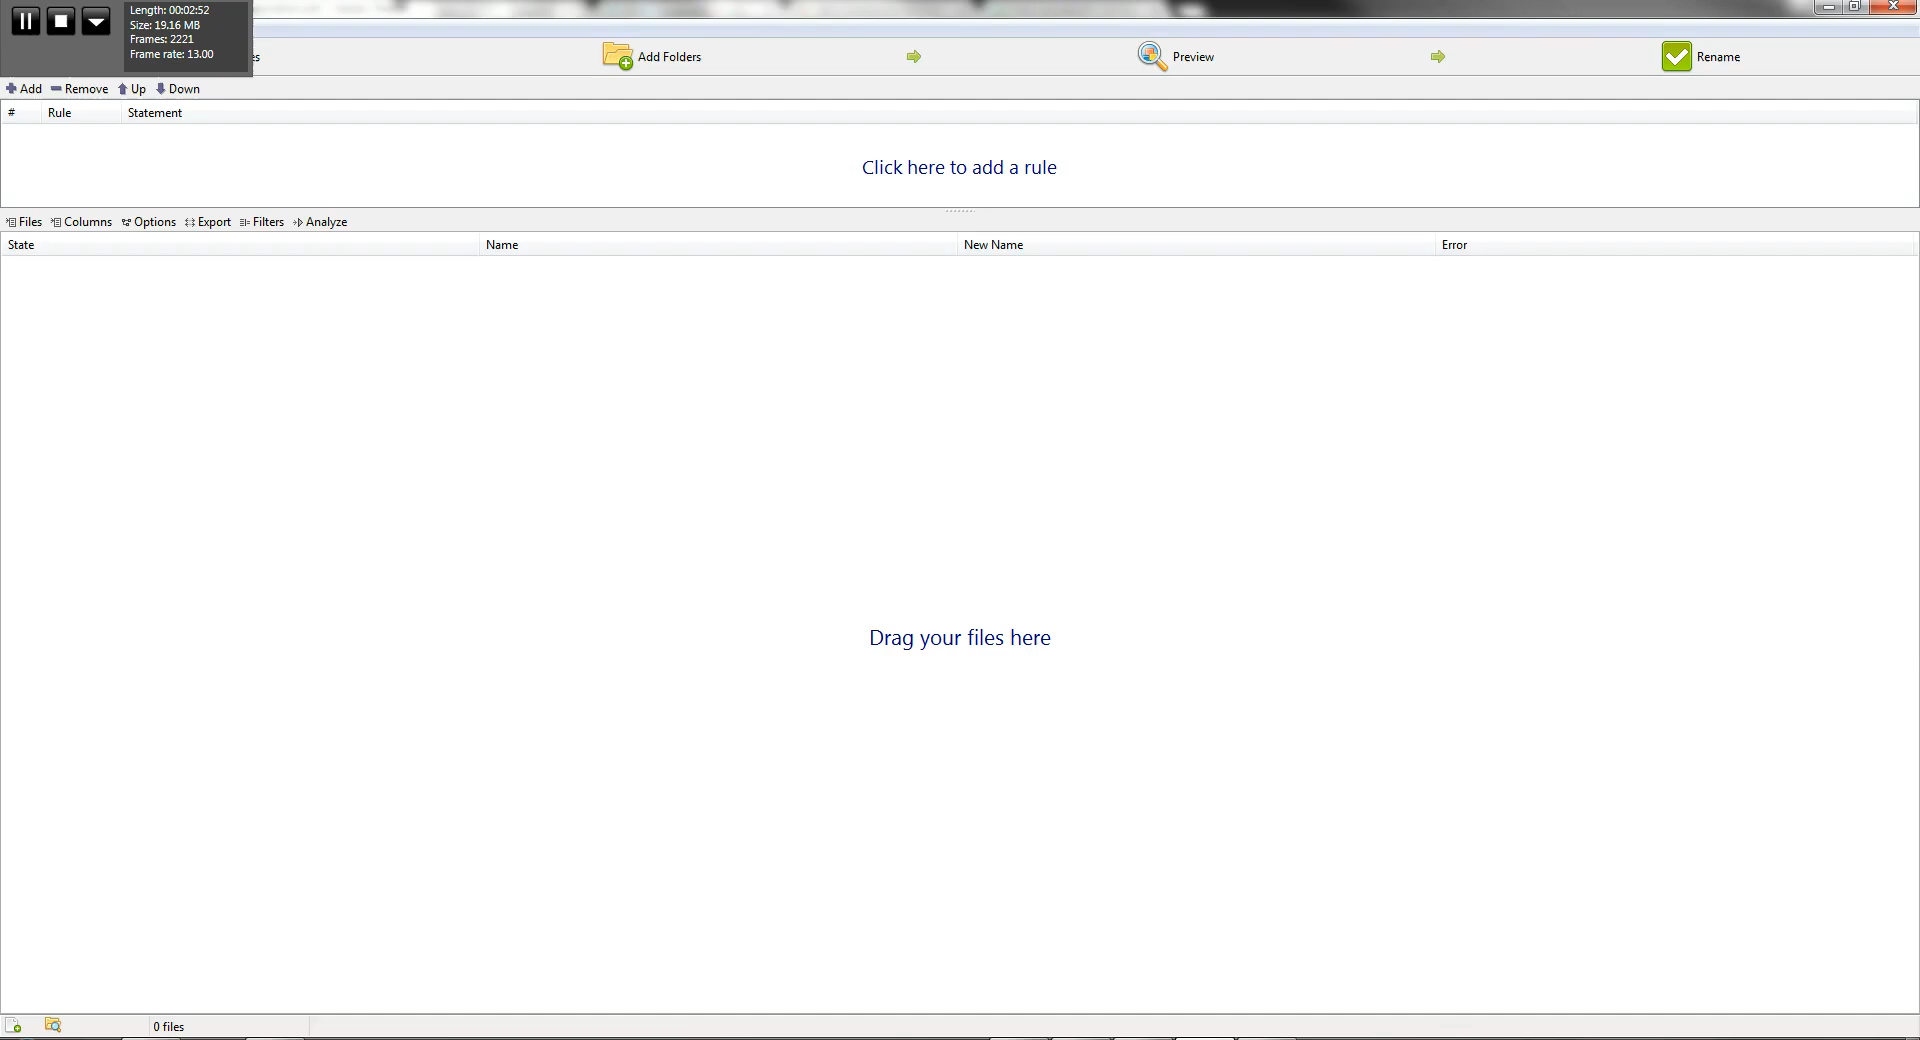 Length: 00:02:52
Size: 19.16 MB
Frames: 2221
Frame rate: 13.00
es Add Folders Preview Rename
Add Remove Up Down
# Rule Statement
Click here to add a rule
Files Columns Options Export Filters Analyze
State Name New Name Error
Drag your files here
0 files